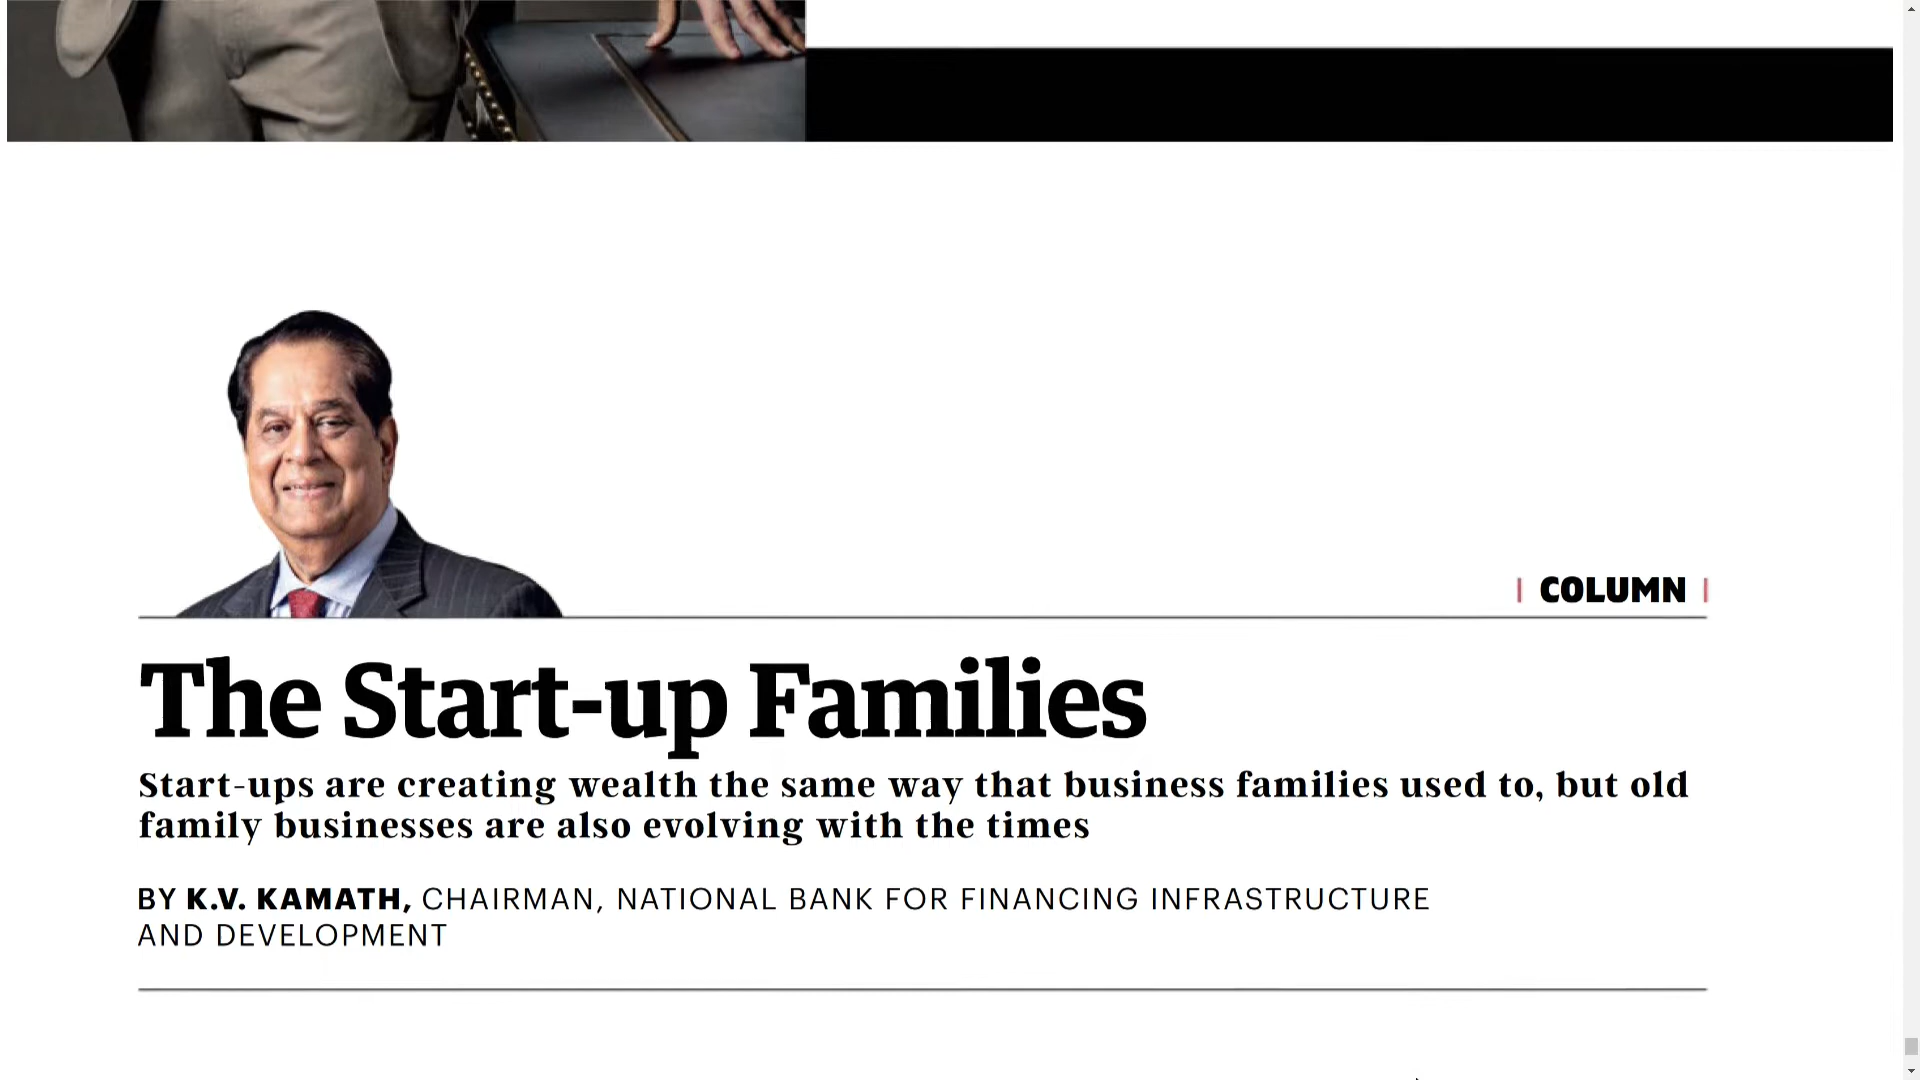 COLUMN
The Start-up Families
Start-ups are creating wealth the same way that business families used to, but old
family businesses are also evolving with the times
BY K.V. KAMATH, CHAIRMAN, NATIONAL BANK FOR FINANCING INFRASTRUCTURE
AND DEVELOPMENT